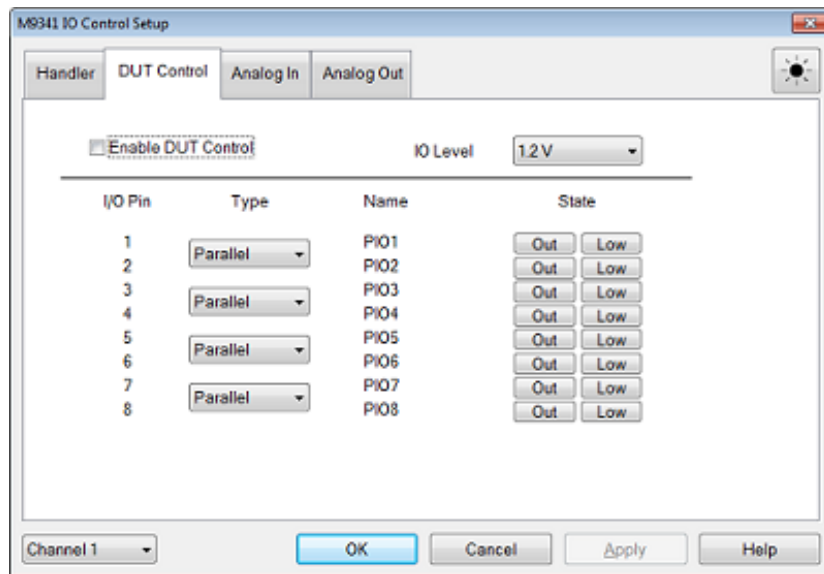 M9341 IO Control Setup
Handler DUT Control Analog In Analog Out
Enable DUT Control IO Level 1.2 V
I/O Pin Type Name State
1 PIO1 Out Low
Parallel
2 PIO2 Out Low
3 PIO3 Out Low
Parallel
4 PIO4 Out Low
5 PIO5 Out Low
Parallel
6 PIO6 Out Low
7 PIO7 Out Low
Parallel
8 PIO8 Out Low
Channel 1 OK Cancel Apply Help